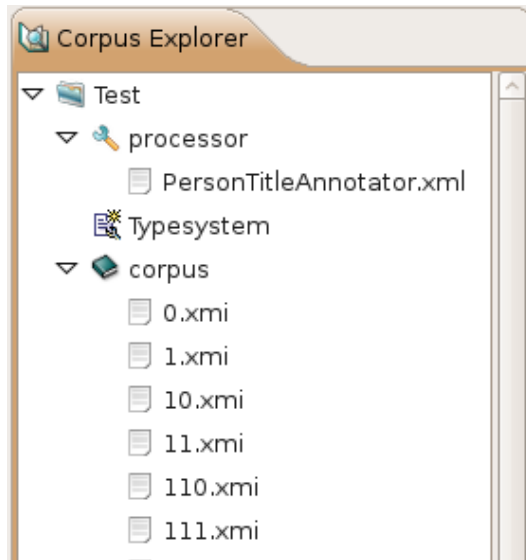 Corpus Explorer
Test
processor
PersonTitleAnnotator.xml
Typesystem
corpus
0.xmi
1.xmi
10.xmi
11.xmi
110.xmi
111.xmi